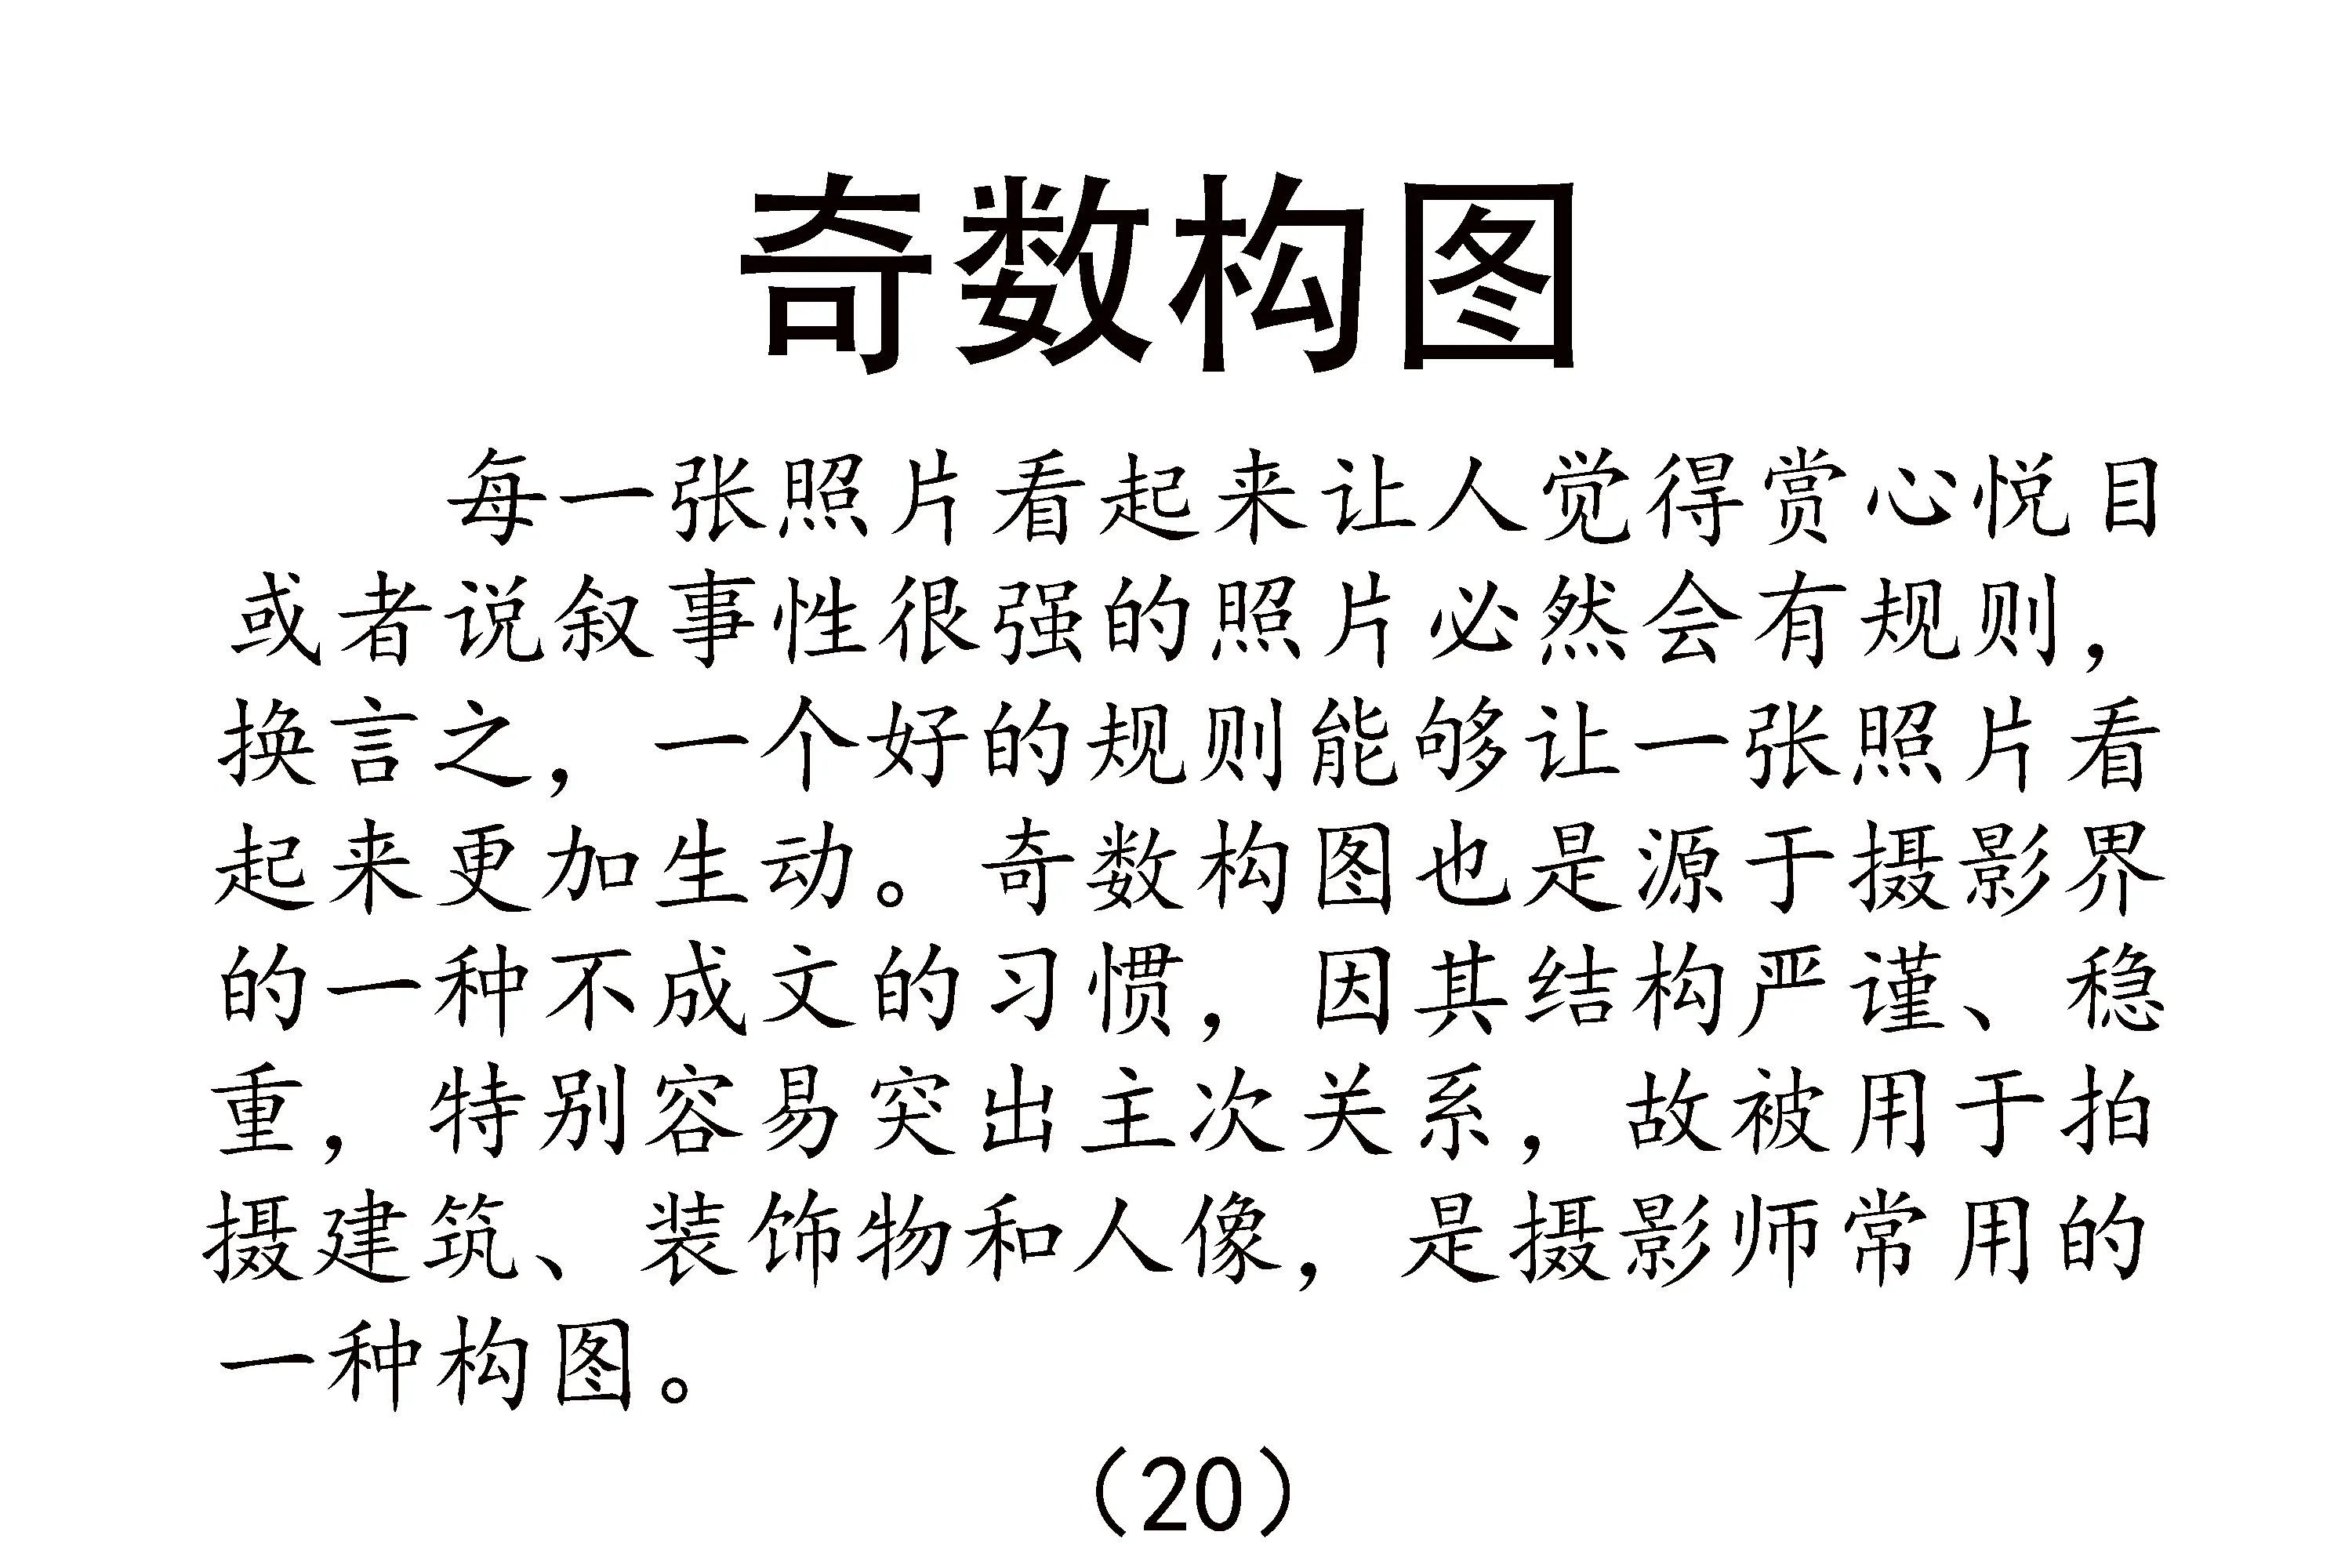 奇数构图
每一张照片看起来让人觉得赏心悦目
或者说叙事性很强的照片必然会有规则，
换言之，一个好的规则能够让一张照片看
起来更加生动。奇数构图也是源于摄影界
的一种不成文的习惯，因其结构严谨、稳
重，特别容易突出主次关系，故被用于拍
摄建筑、装饰物和人像，是摄影师常用的
一种构图。
（20）